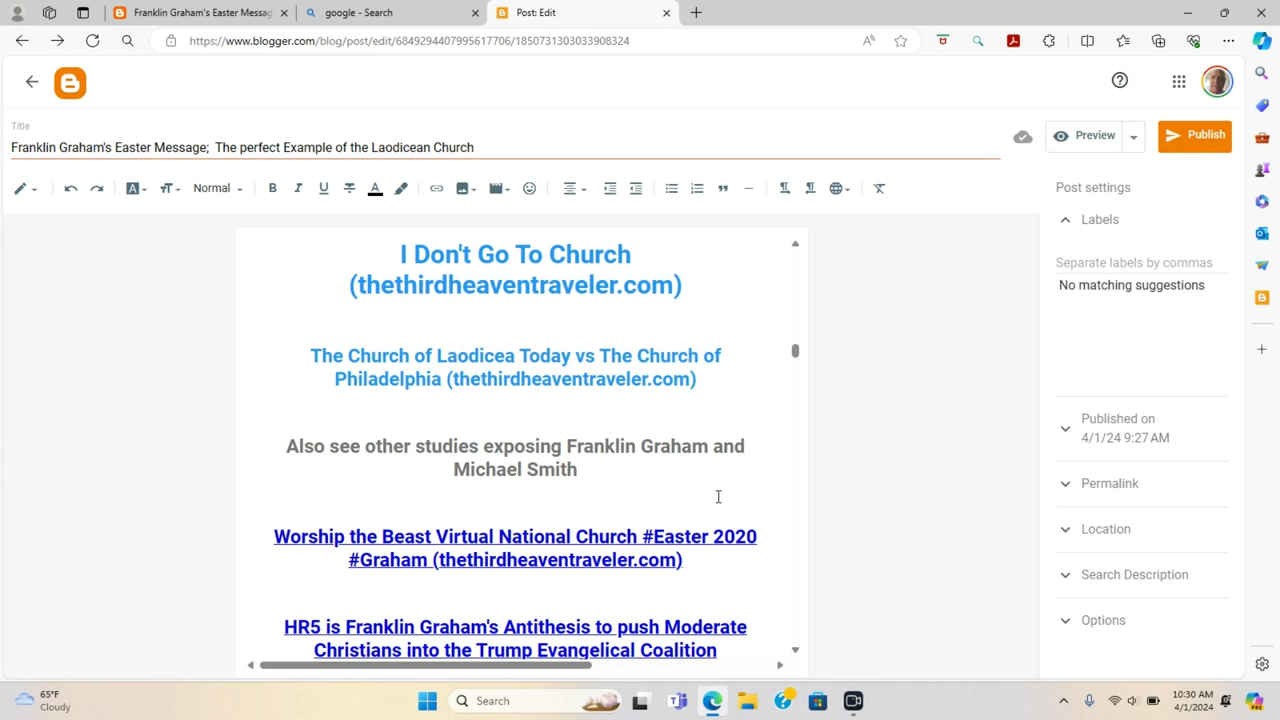 Franklin Graham's Easter Messag
google - Search
Post: Edit
https://www.blogger.com/blog/post/edit/6849294407995617706/1850731303033908324
Title
Franklin Graham's Easter Message;  The perfect Example of the Laodicean Church
Preview
Publish
Normal
Post settings
Labels
Separate labels by commas
No matching suggestions
Published on
4/1/24 9:27 AM
Permalink
Location
Search Description
Options
I Don't Go To Church
(thethirdheaventraveler.com)
The Church of Laodicea Today vs The Church of
Philadelphia (thethirdheaventraveler.com)
Also see other studies exposing Franklin Graham and
Michael Smith
Worship the Beast Virtual National Church #Easter 2020
#Graham (thethirdheaventraveler.com)
HR5 is Franklin Graham's Antithesis to push Moderate
Christians into the Trump Evangelical Coalition
65°F
Cloudy
Search
10:30 AM
4/1/2024